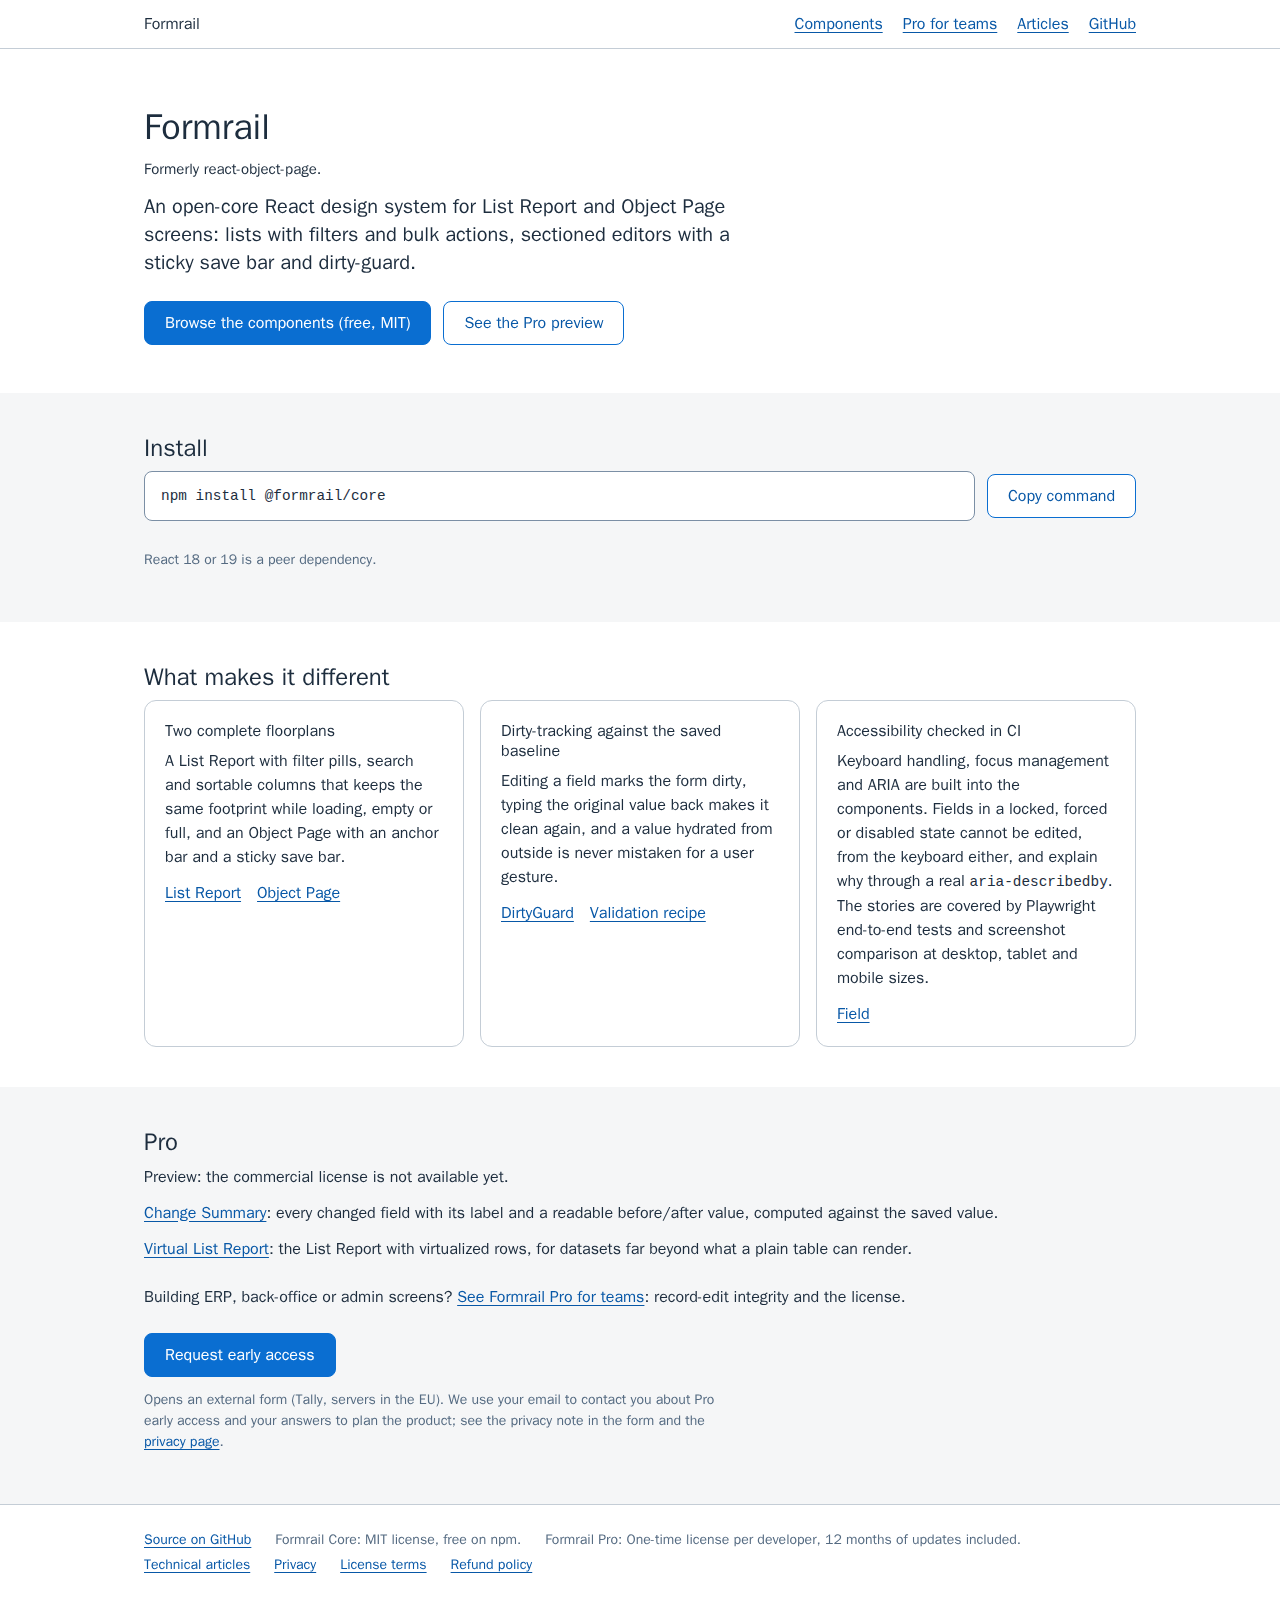 Formrail
Components Pro for teams Articles GitHub
Formrail
Formerly react-object-page.
An open-core React design system for List Report and Object Page
screens: lists with filters and bulk actions, sectioned editors with a
sticky save bar and dirty-guard.
Browse the components (free, MIT) See the Pro preview
Install
npm install @formrail/core
Copy command
React 18 or 19 is a peer dependency.
What makes it different
Two complete floorplans
A List Report with filter pills, search
and sortable columns that keeps the
same footprint while loading, empty or
full, and an Object Page with an anchor
bar and a sticky save bar.
List Report Object Page
Dirty-tracking against the saved
baseline
Editing a field marks the form dirty,
typing the original value back makes it
clean again, and a value hydrated from
outside is never mistaken for a user
gesture.
DirtyGuard Validation recipe
Accessibility checked in CI
Keyboard handling, focus management
and ARIA are built into the
components. Fields in a locked, forced
or disabled state cannot be edited,
from the keyboard either, and explain
why through a real aria-describedby.
The stories are covered by Playwright
end-to-end tests and screenshot
comparison at desktop, tablet and
mobile sizes.
Field
Pro
Preview: the commercial license is not available yet.
Change Summary: every changed field with its label and a readable before/after value, computed against the saved value.
Virtual List Report: the List Report with virtualized rows, for datasets far beyond what a plain table can render.
Building ERP, back-office or admin screens? See Formrail Pro for teams: record-edit integrity and the license.
Request early access
Opens an external form (Tally, servers in the EU). We use your email to contact you about Pro
early access and your answers to plan the product; see the privacy note in the form and the
privacy page.
Source on GitHub Formrail Core: MIT license, free on npm. Formrail Pro: One-time license per developer, 12 months of updates included.
Technical articles Privacy License terms Refund policy